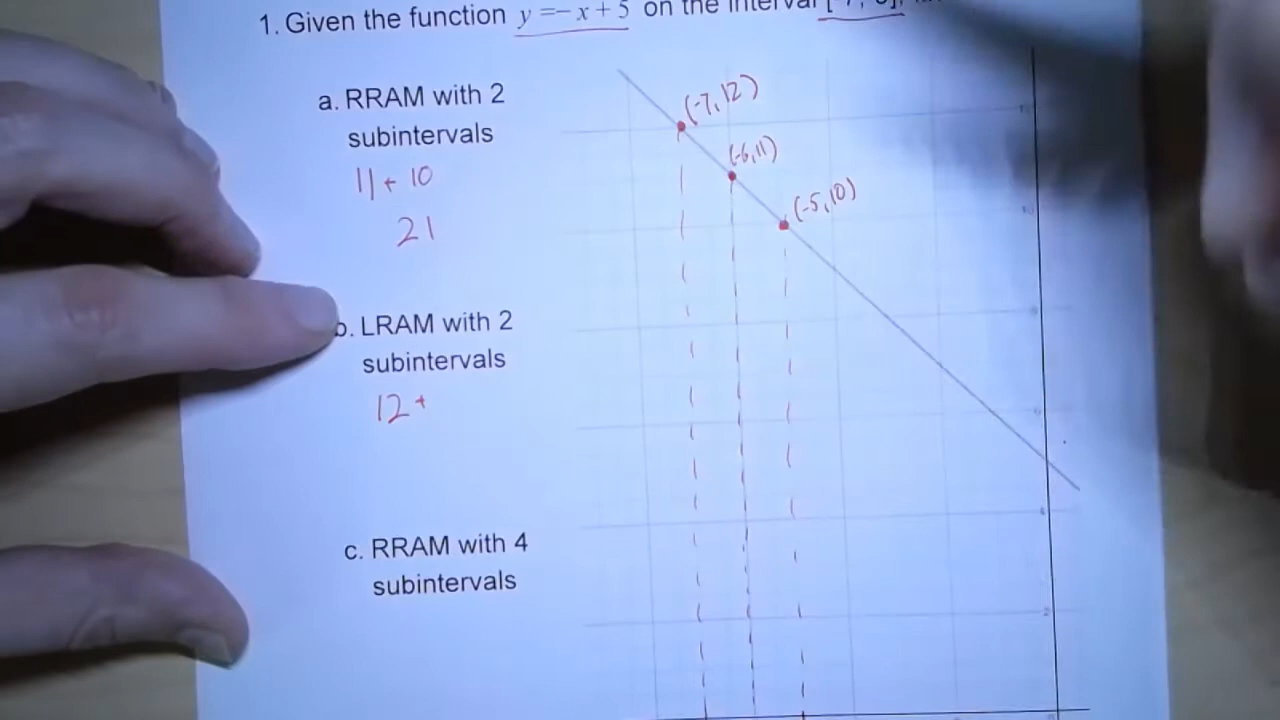 1. Given the function y =− x + 5 on the interval
a. RRAM with 2
subintervals
11 + 10
21
b. LRAM with 2
subintervals
12 +
c. RRAM with 4
subintervals
(-7, 12)
(-6, 11)
(-5, 10)